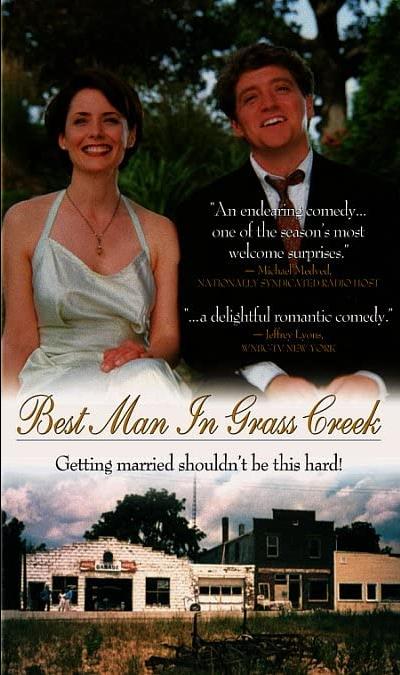 "An endearing comedy...
one of the season's most
welcome surprises."
— Michael Medved,
NATIONALLY SYNDICATED RADIO HOST
"...a delightful romantic comedy."
— Jeffrey Lyons,
WNBC-TV NEW YORK
Best Man In Grass Creek
Getting married shouldn't be this hard!
GARAGE